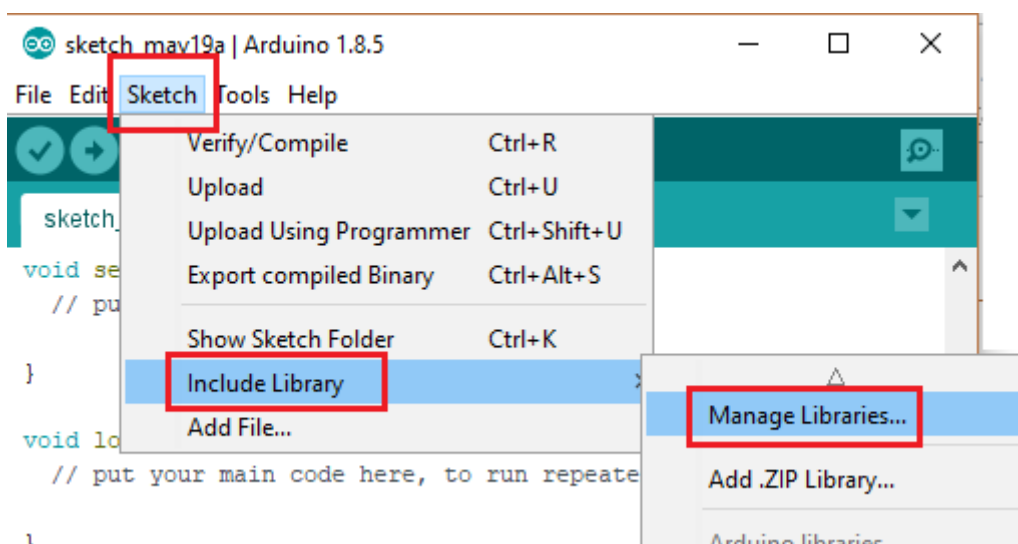 sketch_may19a | Arduino 1.8.5
File Edit Sketch Tools Help
Verify/Compile Ctrl+R
Upload Ctrl+U
sketch_
Upload Using Programmer Ctrl+Shift+U
void se
Export compiled Binary Ctrl+Alt+S
// pu
Show Sketch Folder Ctrl+K
}
Include Library
Manage Libraries...
Add File...
void lo
// put your main code here, to run repeate
Add .ZIP Library...
Arduino libraries
}